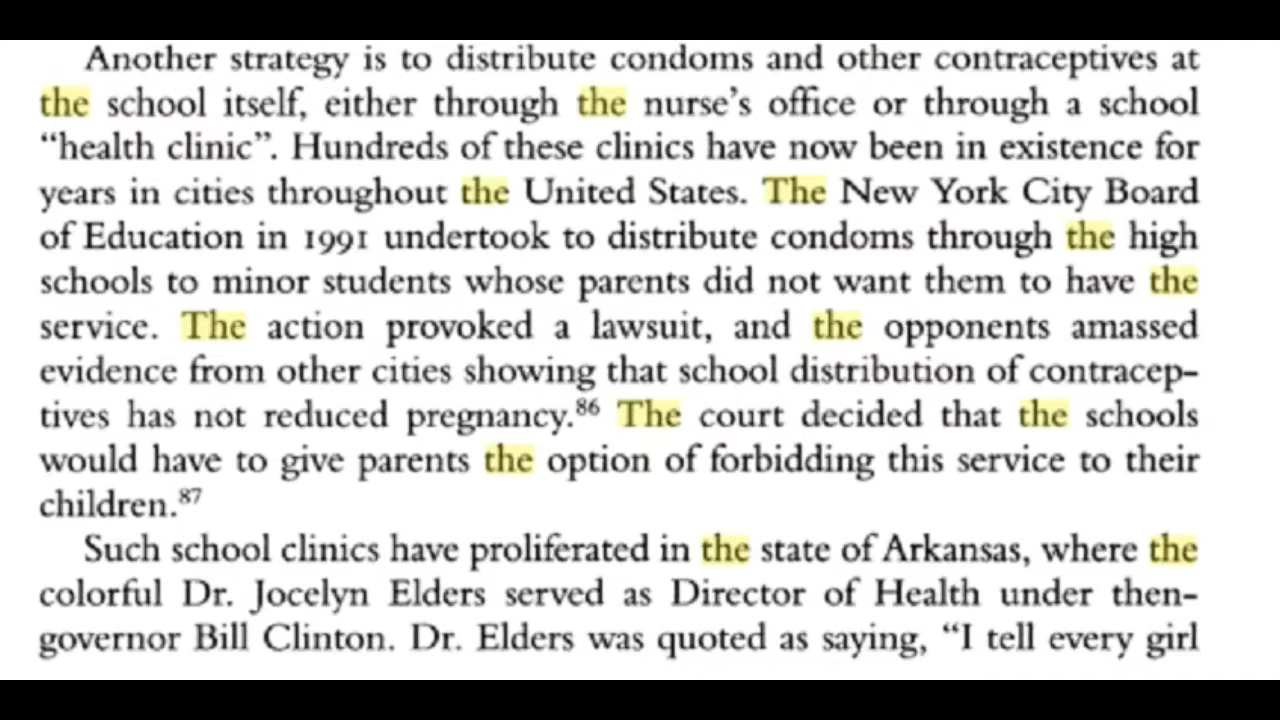 Another strategy is to distribute condoms and other contraceptives at
the school itself, either through the nurse's office or through a school
“health clinic”. Hundreds of these clinics have now been in existence for
years in cities throughout the United States. The New York City Board
of Education in 1991 undertook to distribute condoms through the high
schools to minor students whose parents did not want them to have the
service. The action provoked a lawsuit, and the opponents amassed
evidence from other cities showing that school distribution of contracep-
tives has not reduced pregnancy.86 The court decided that the schools
would have to give parents the option of forbidding this service to their
children.87
Such school clinics have proliferated in the state of Arkansas, where the
colorful Dr. Jocelyn Elders served as Director of Health under then-
governor Bill Clinton. Dr. Elders was quoted as saying, “I tell every girl